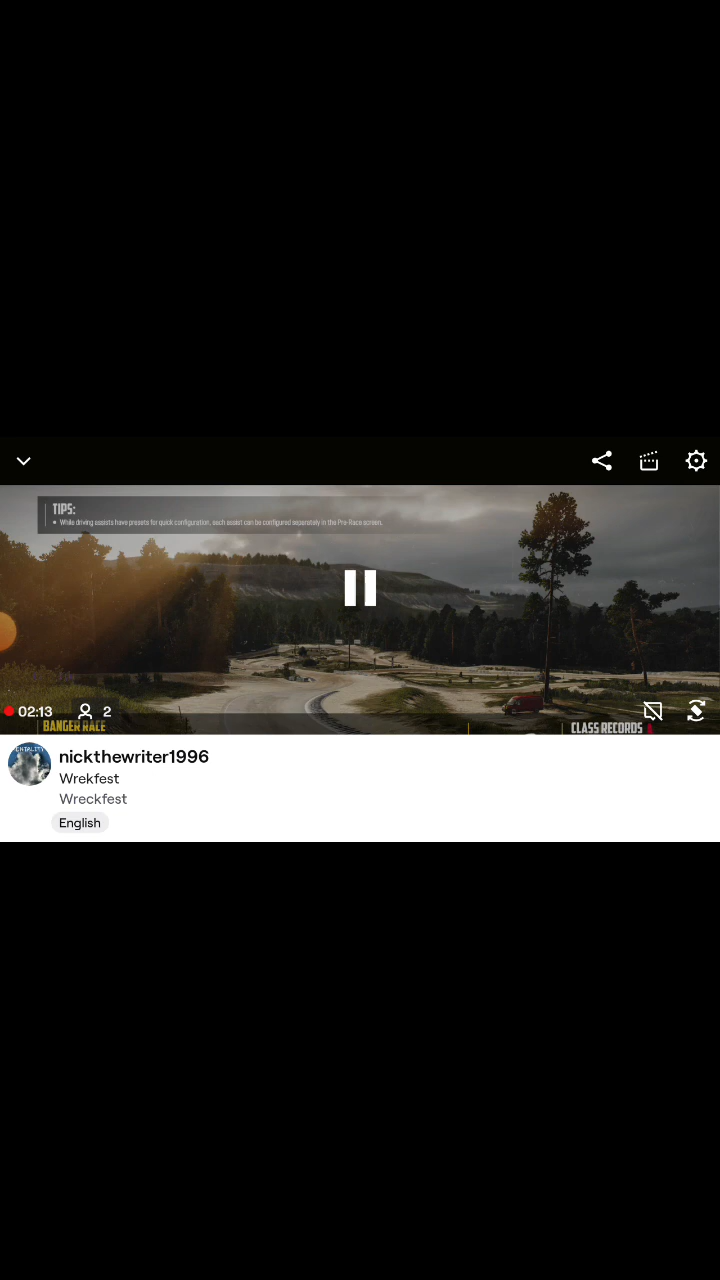 TIPS:
While driving assists have presets for quick configuration, each assist can be configured separately in the Pre-Race screen.
02:13
2
BANGER RACE
CLASS RECORDS
nickthewriter1996
Wrekfest
Wreckfest
English